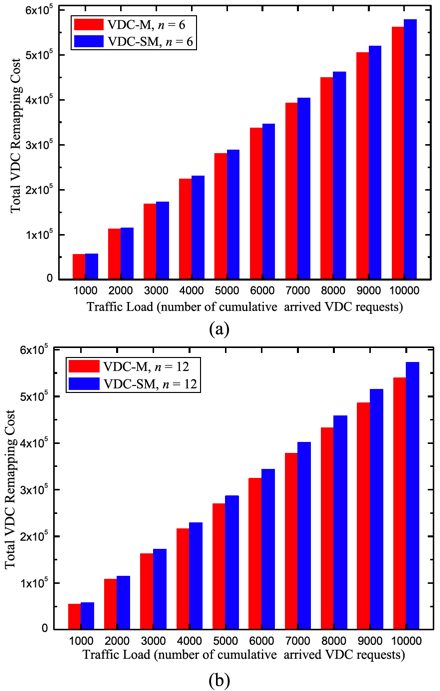 6x10⁵
5x10⁵
4x10⁵
3x10⁵
2x10⁵
1x10⁵
0
Total VDC Remapping Cost
VDC-M, n = 6
VDC-SM, n = 6
1000 2000 3000 4000 5000 6000 7000 8000 9000 10000
Traffic Load (number of cumulative arrived VDC requests)
(a)
6x10⁵
5x10⁵
4x10⁵
3x10⁵
2x10⁵
1x10⁵
0
Total VDC Remapping Cost
VDC-M, n = 12
VDC-SM, n = 12
1000 2000 3000 4000 5000 6000 7000 8000 9000 10000
Traffic Load (number of cumulative arrived VDC requests)
(b)